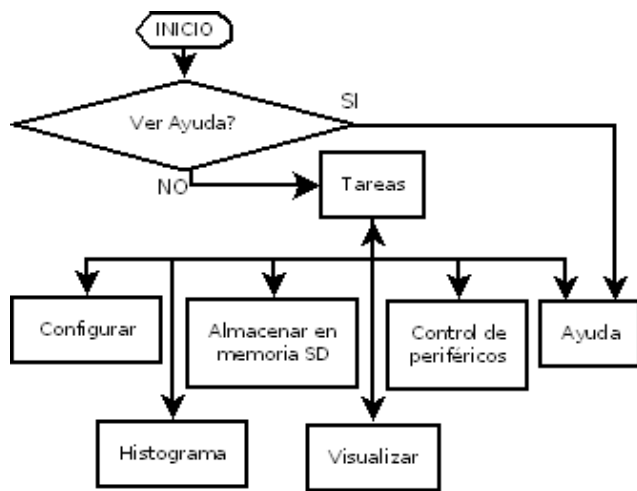 INICIO
Ver Ayuda?
SI
NO
Tareas
Configurar
Almacenar en
memoria SD
Control de
periféricos
Ayuda
Histograma
Visualizar